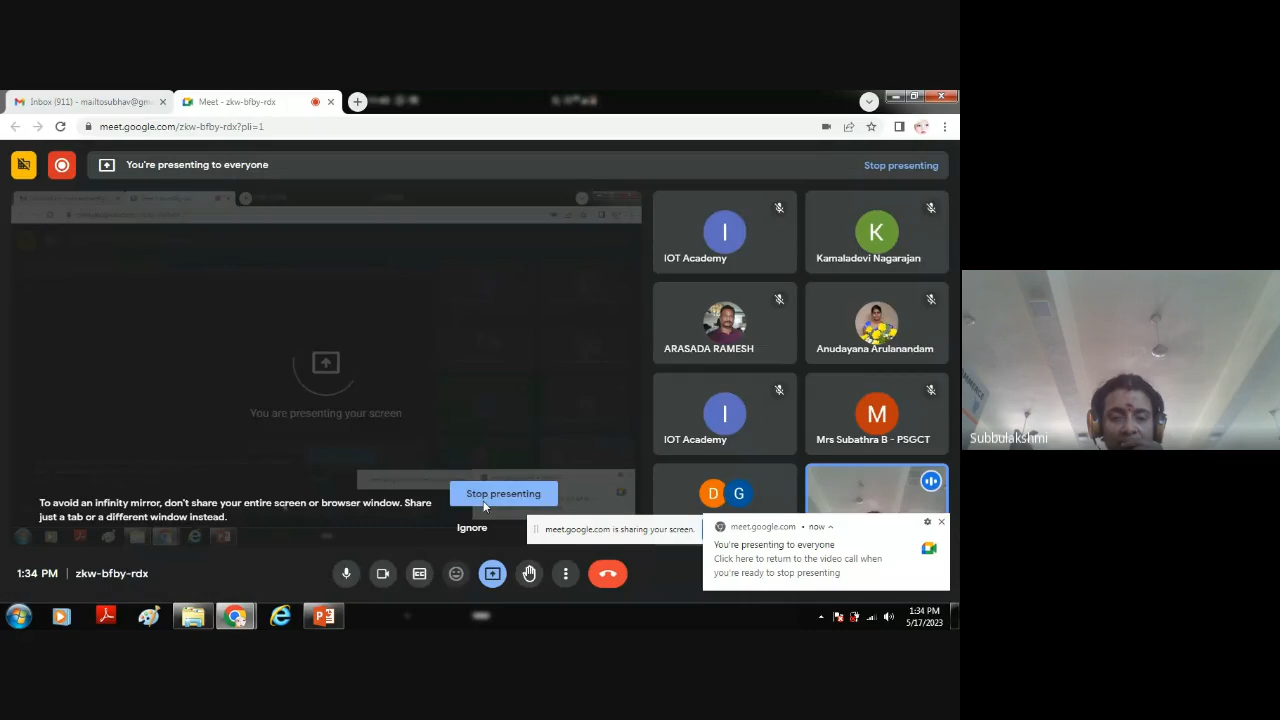 Inbox (911) - mailtosubhav@gm
Meet - zkw-bfby-rdx
meet.google.com/zkw-bfby-rdx?pli=1
You're presenting to everyone
Stop presenting
I
IOT Academy
K
Kamaladevi Nagarajan
ARASADA RAMESH
Anudayana Arulanandam
I
IOT Academy
M
Mrs Subathra B - PSGCT
D
G
You are presenting your screen
To avoid an infinity mirror, don't share your entire screen or browser window. Share
just a tab or a different window instead.
Stop presenting
Ignore
meet.google.com is sharing your screen.
meet.google.com • now
You're presenting to everyone
Click here to return to the video call when
you're ready to stop presenting
1:34 PM | zkw-bfby-rdx
1:34 PM
5/17/2023
Subbulakshmi